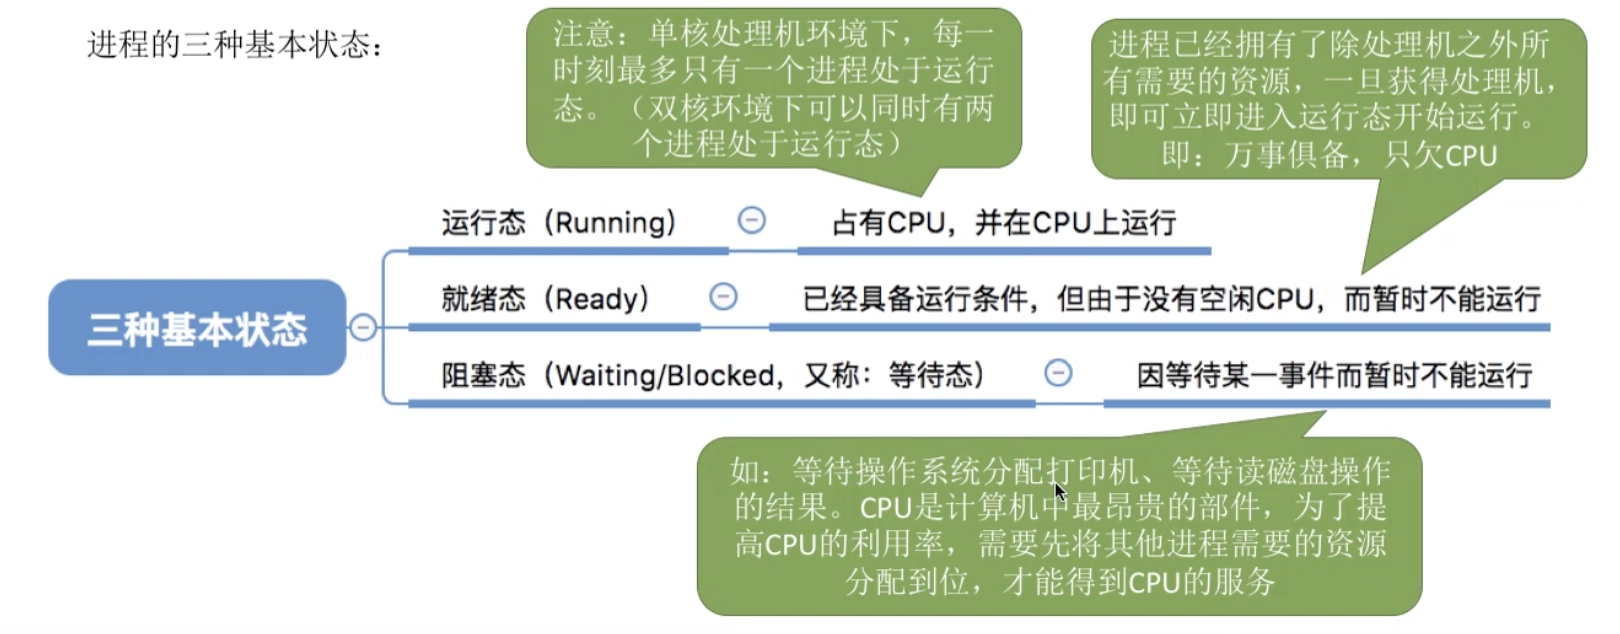 进程的三种基本状态：
注意：单核处理机环境下，每一
时刻最多只有一个进程处于运行
态。（双核环境下可以同时有两
个进程处于运行态）
进程已经拥有了除处理机之外所
有需要的资源，一旦获得处理机，
即可立即进入运行态开始运行。
即：万事俱备，只欠CPU
三种基本状态
运行态（Running） 占有CPU，并在CPU上运行
就绪态（Ready） 已经具备运行条件，但由于没有空闲CPU，而暂时不能运行
阻塞态（Waiting/Blocked，又称：等待态） 因等待某一事件而暂时不能运行
如：等待操作系统分配打印机、等待读磁盘操作
的结果。CPU是计算机中最昂贵的部件，为了提
高CPU的利用率，需要先将其他进程需要的资源
分配到位，才能得到CPU的服务